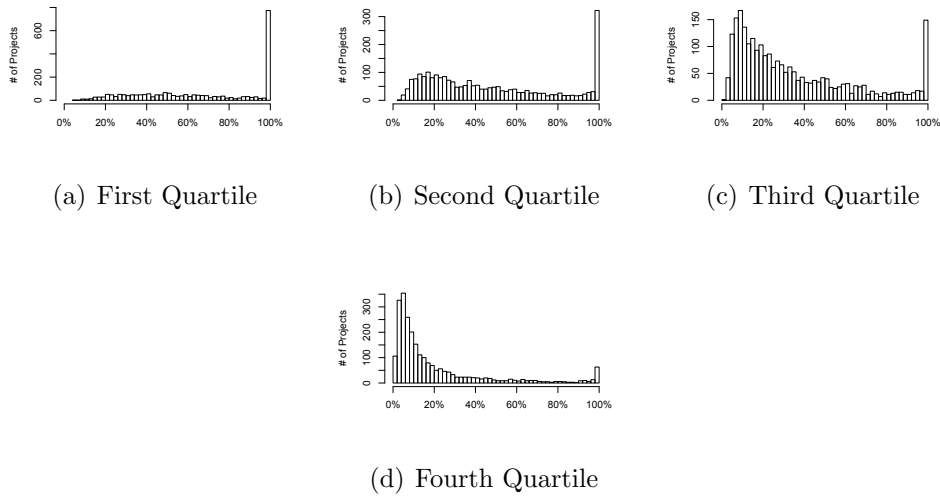 # of Projects
0 200 600
0% 20% 40% 60% 80% 100%
(a) First Quartile
# of Projects
0 100 200 300
0% 20% 40% 60% 80% 100%
(b) Second Quartile
# of Projects
0 50 100 150
0% 20% 40% 60% 80% 100%
(c) Third Quartile
# of Projects
0 100 200 300
0% 20% 40% 60% 80% 100%
(d) Fourth Quartile